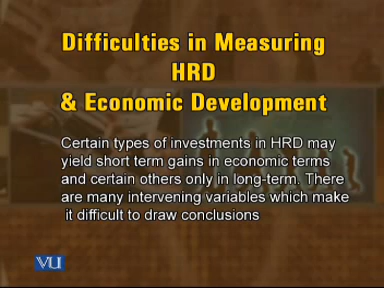 Difficulties in Measuring
HRD
& Economic Development
Certain types of investments in HRD may
yield short term gains in economic terms
and certain others only in long-term. There
are many intervening variables which make
it difficult to draw conclusions
VU